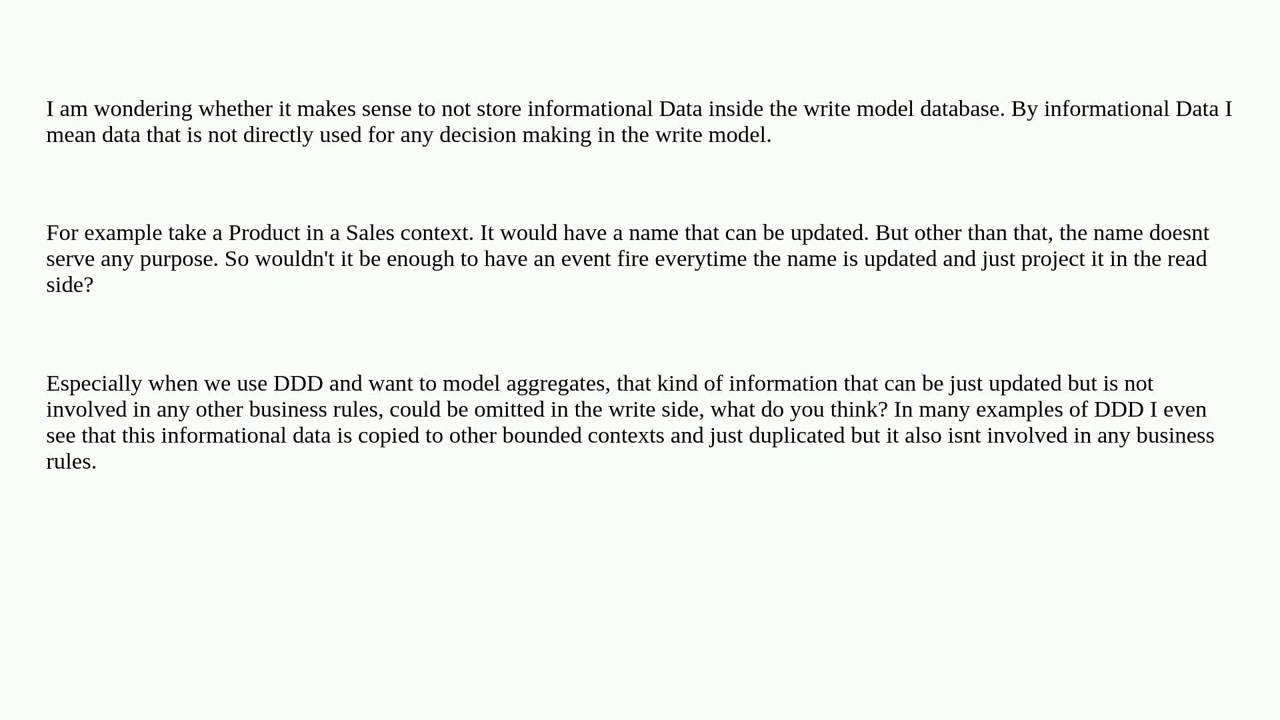 I am wondering whether it makes sense to not store informational Data inside the write model database. By informational Data I
mean data that is not directly used for any decision making in the write model.
For example take a Product in a Sales context. It would have a name that can be updated. But other than that, the name doesnt
serve any purpose. So wouldn't it be enough to have an event fire everytime the name is updated and just project it in the read
side?
Especially when we use DDD and want to model aggregates, that kind of information that can be just updated but is not
involved in any other business rules, could be omitted in the write side, what do you think? In many examples of DDD I even
see that this informational data is copied to other bounded contexts and just duplicated but it also isnt involved in any business
rules.